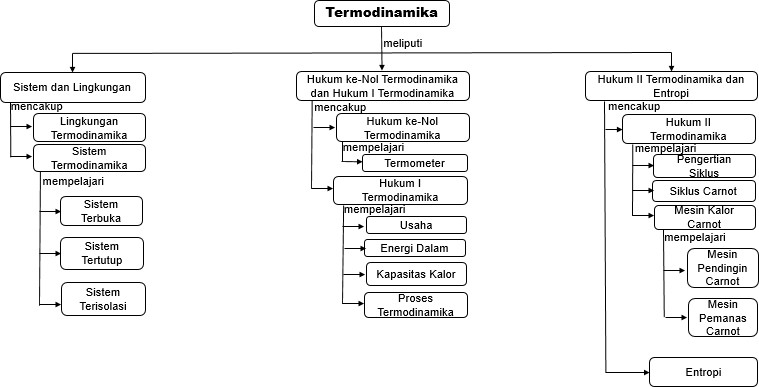 Termodinamika
meliputi
Sistem dan Lingkungan
mencakup
Lingkungan
Termodinamika
Sistem
Termodinamika
mempelajari
Sistem
Terbuka
Sistem
Tertutup
Sistem
Terisolasi
Hukum ke-Nol Termodinamika
dan Hukum I Termodinamika
mencakup
Hukum ke-Nol
Termodinamika
mempelajari
Termometer
Hukum I
Termodinamika
mempelajari
Usaha
Energi Dalam
Kapasitas Kalor
Proses
Termodinamika
Hukum II Termodinamika dan
Entropi
mencakup
Hukum II
Termodinamika
mempelajari
Pengertian
Siklus
Siklus Carnot
Mesin Kalor
Carnot
mempelajari
Mesin
Pendingin
Carnot
Mesin
Pemanas
Carnot
Entropi